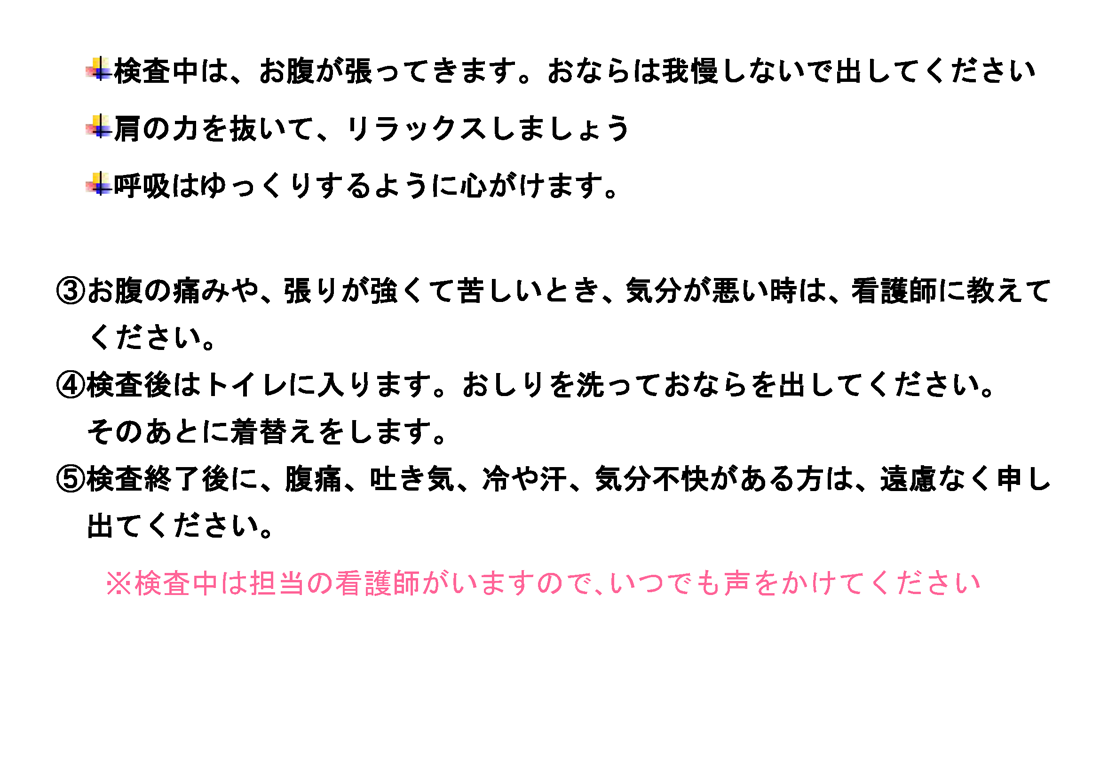 検査中は、お腹が張ってきます。おならは我慢しないで出してください
肩の力を抜いて、リラックスしましょう
呼吸はゆっくりするように心がけます。
③お腹の痛みや、張りが強くて苦しいとき、気分が悪い時は、看護師に教えて
ください。
④検査後はトイレに入ります。おしりを洗っておならを出してください。
そのあとに着替えをします。
⑤検査終了後に、腹痛、吐き気、冷や汗、気分不快がある方は、遠慮なく申し
出てください。
※検査中は担当の看護師がいますので、いつでも声をかけてください